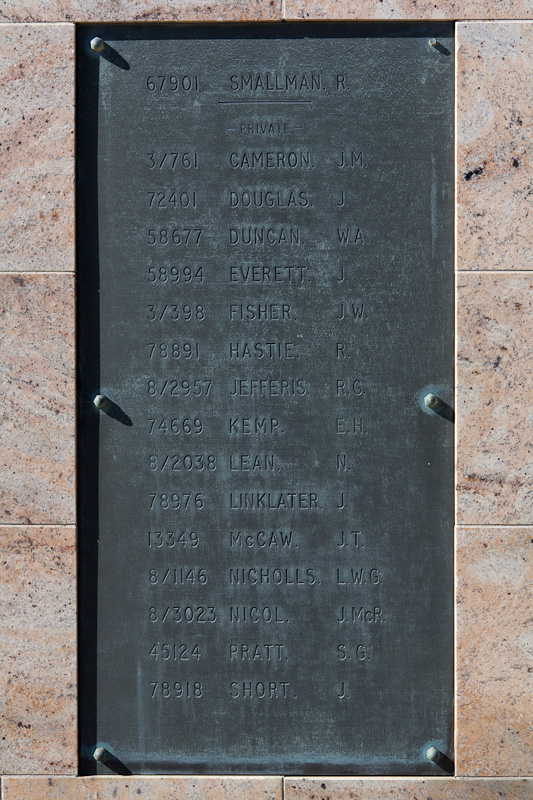 67901 SMALLMAN. R.
— PRIVATE —
3/761 CAMERON. J.M.
72401 DOUGLAS. J.
58677 DUNCAN. W.A.
58994 EVERETT. J.
3/398 FISHER. J.W.
78891 HASTIE. R.
8/2957 JEFFERIS. R.G.
74669 KEMP. E.H.
8/2038 LEAN. N.
78976 LINKLATER. J.
13349 McCAW. J.T.
8/1146 NICHOLLS. L.W.G.
8/3023 NICOL. J.McR.
45124 PRATT. S.G.
78918 SHORT. J.